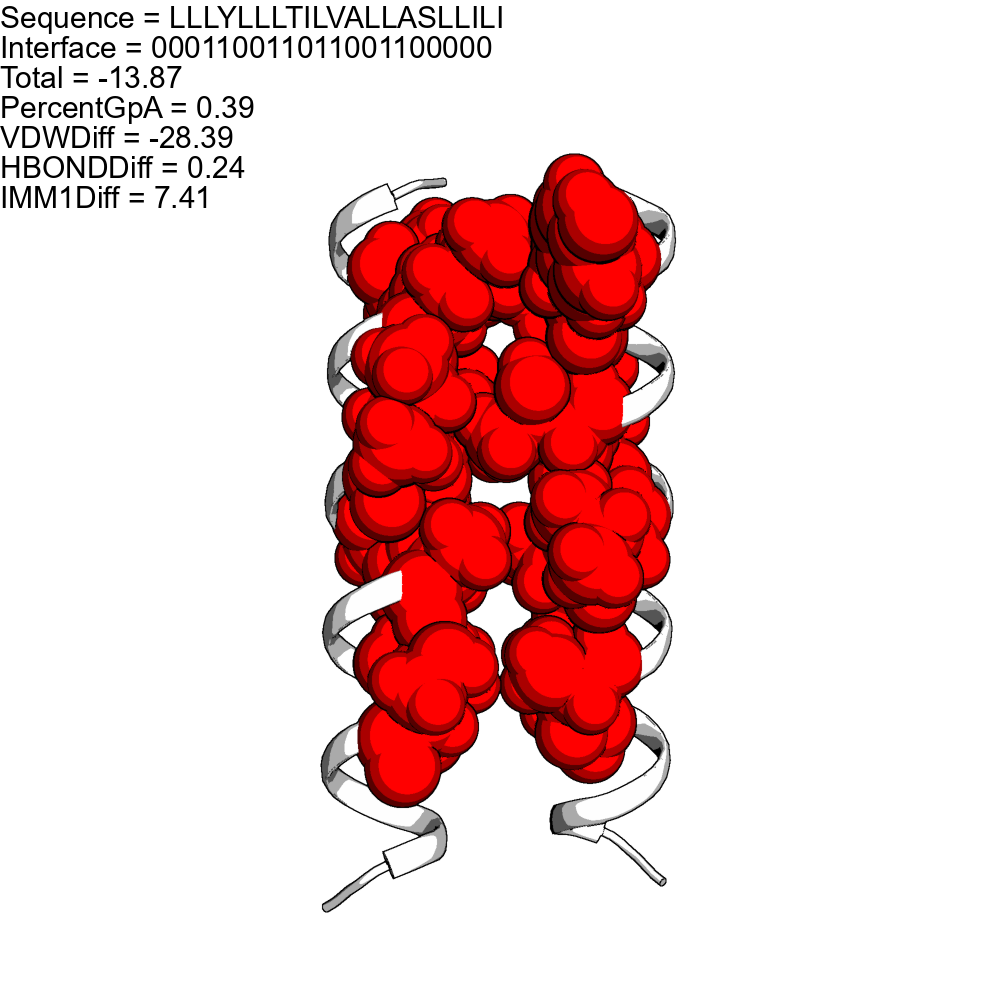 Sequence = LLLYLLLTILVALLASLLILI
Interface = 000110011011001100000
Total = -13.87
PercentGpA = 0.39
VDWDiff = -28.39
HBONDDiff = 0.24
IMM1Diff = 7.41